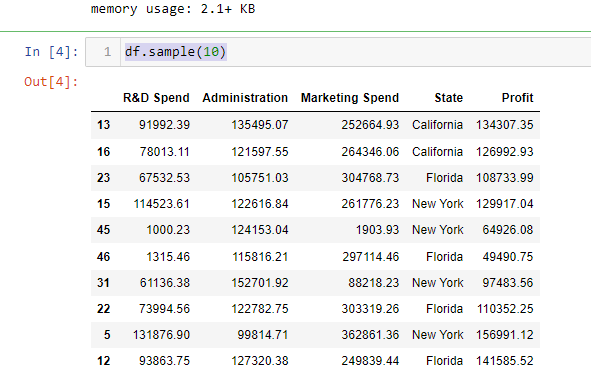 memory usage: 2.1+ KB
In [4]: 1 df.sample(10)
Out[4]:
R&D Spend Administration Marketing Spend State Profit
13 91992.39 135495.07 252664.93 California 134307.35
16 78013.11 121597.55 264346.06 California 126992.93
23 67532.53 105751.03 304768.73 Florida 108733.99
15 114523.61 122616.84 261776.23 New York 129917.04
45 1000.23 124153.04 1903.93 New York 64926.08
46 1315.46 115816.21 297114.46 Florida 49490.75
31 61136.38 152701.92 88218.23 New York 97483.56
22 73994.56 122782.75 303319.26 Florida 110352.25
5 131876.90 99814.71 362861.36 New York 156991.12
12 93863.75 127320.38 249839.44 Florida 141585.52